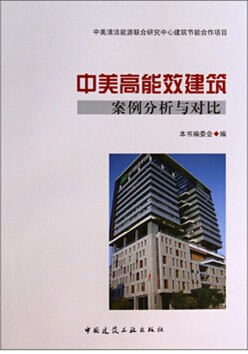 中美清洁能源联合研究中心建筑节能合作项目
中美高能效建筑
案例分析与对比
本书编委会◆编
中国建筑工业出版社